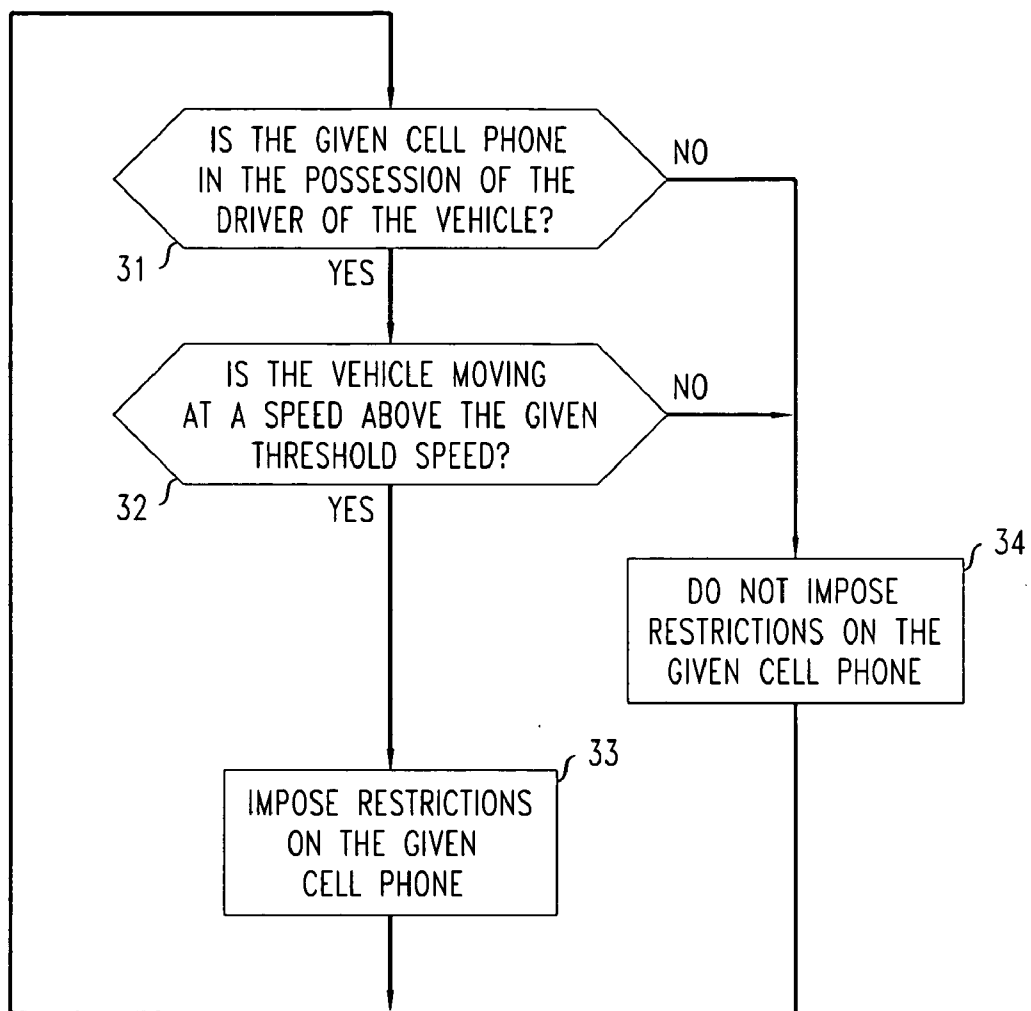 IS THE GIVEN CELL PHONE
IN THE POSSESSION OF THE
DRIVER OF THE VEHICLE?
NO
31
YES
IS THE VEHICLE MOVING
AT A SPEED ABOVE THE GIVEN
THRESHOLD SPEED?
NO
32
YES
34
DO NOT IMPOSE
RESTRICTIONS ON THE
GIVEN CELL PHONE
33
IMPOSE RESTRICTIONS
ON THE GIVEN
CELL PHONE